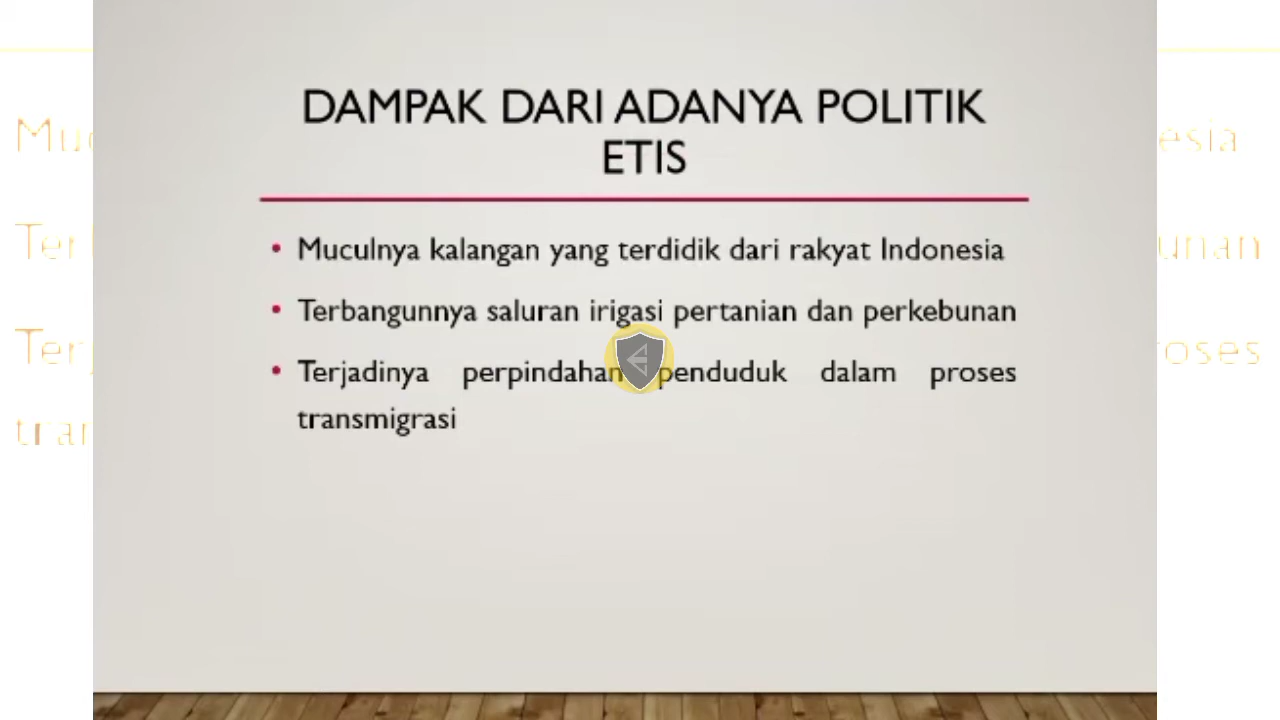 DAMPAK DARI ADANYA POLITIK
ETIS
Muculnya kalangan yang terdidik dari rakyat Indonesia
Terbangunnya saluran irigasi pertanian dan perkebunan
Terjadinya perpindahan penduduk dalam proses
transmigrasi